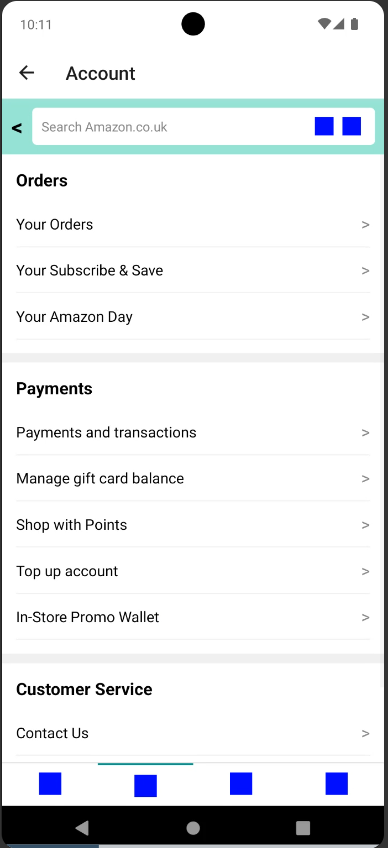 10:11
Account
< Search Amazon.co.uk
Orders
Your Orders >
Your Subscribe & Save >
Your Amazon Day >
Payments
Payments and transactions >
Manage gift card balance >
Shop with Points >
Top up account >
In-Store Promo Wallet >
Customer Service
Contact Us >